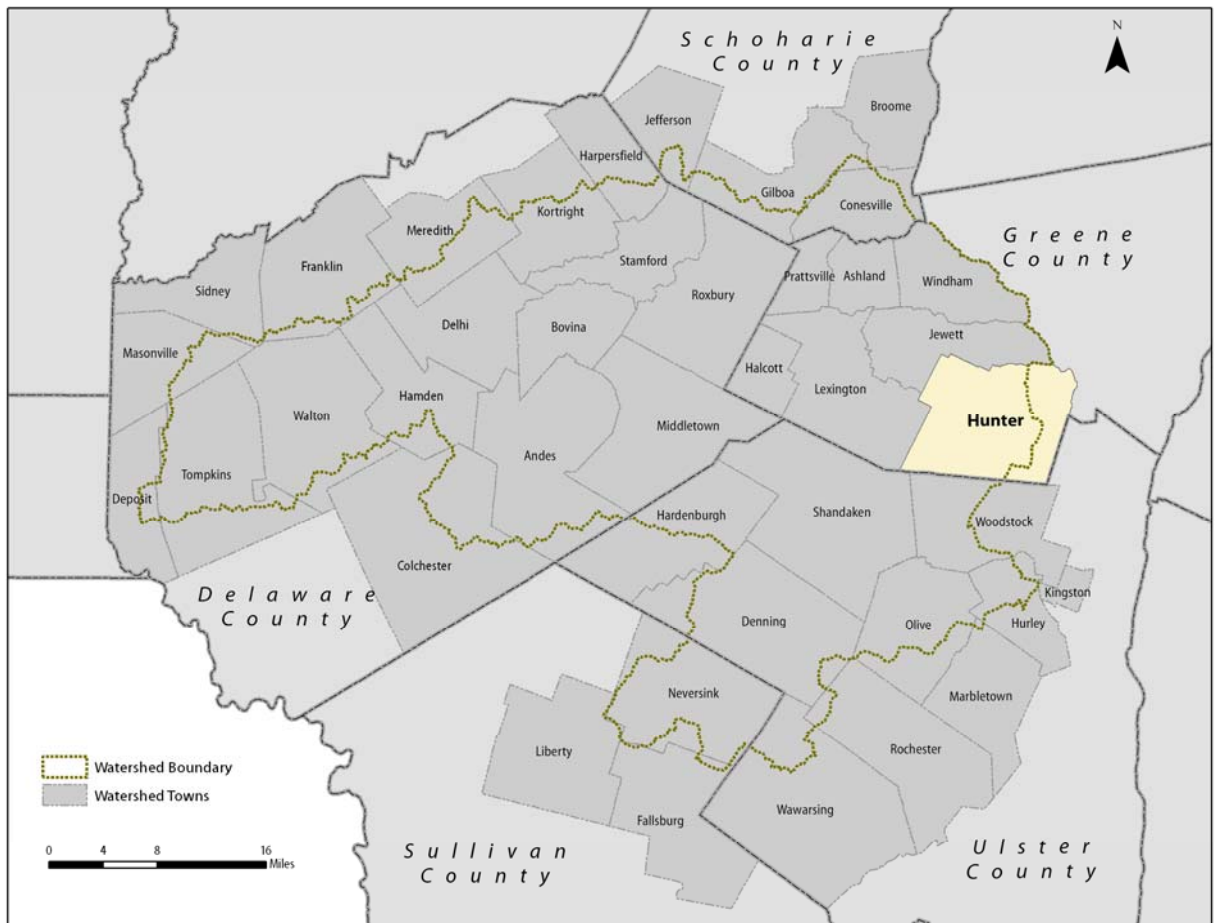 N
Schoharie
County
Broome
Jefferson
Harpersfield
Gilboa
Conesville
Kortright
Meredith
Greene
County
Franklin
Stamford
Prattsville
Ashland
Windham
Sidney
Roxbury
Delhi
Bovina
Jewett
Masonville
Halcott
Lexington
Hamden
Walton
Hunter
Middletown
Andes
Tompkins
Deposit
Hardenburgh
Shandaken
Woodstock
Colchester
Delaware
County
Kingston
Denning
Olive
Hurley
Neversink
Marbletown
Liberty
Rochester
Watershed Boundary
Watershed Towns
Wawarsing
Fallsburg
0 4 8 16
Miles
Sullivan
County
Ulster
County